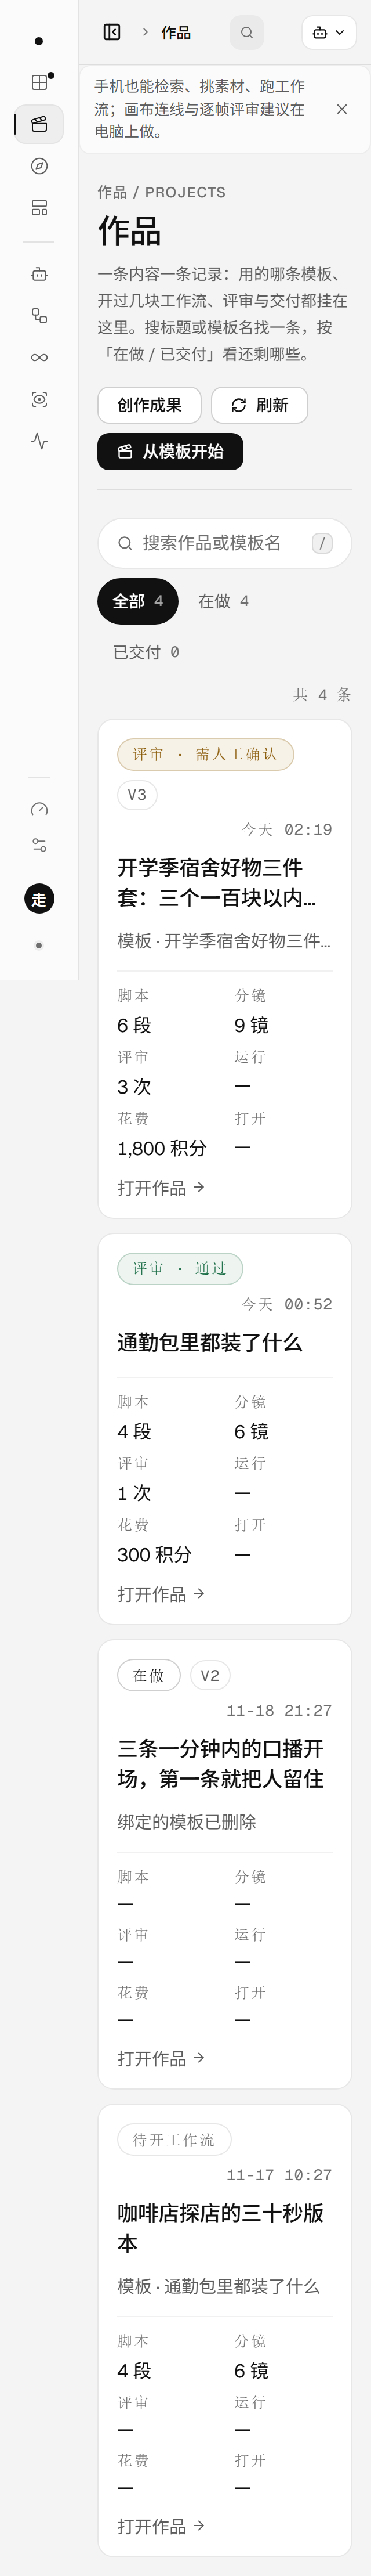 作品
手机也能检索、挑素材、跑工作
流；画布连线与逐帧评审建议在
电脑上做。
作品 / PROJECTS
作品
一条内容一条记录：用的哪条模板、
开过几块工作流、评审与交付都挂在
这里。搜标题或模板名找一条，按
「在做 / 已交付」看还剩哪些。
创作成果
刷新
从模板开始
搜索作品或模板名 /
全部 4
在做 4
已交付 0
共 4 条
评审 · 需人工确认
V3
今天 02:19
开学季宿舍好物三件
套：三个一百块以内…
模板 · 开学季宿舍好物三件…
脚本 分镜
6 段 9 镜
评审 运行
3 次 —
花费 打开
1,800 积分 —
打开作品 →
评审 · 通过
今天 00:52
通勤包里都装了什么
脚本 分镜
4 段 6 镜
评审 运行
1 次 —
花费 打开
300 积分 —
打开作品 →
在做 V2
11-18 21:27
三条一分钟内的口播开
场，第一条就把人留住
绑定的模板已删除
脚本 分镜
— —
评审 运行
— —
花费 打开
— —
打开作品 →
待开工作流
11-17 10:27
咖啡店探店的三十秒版
本
模板 · 通勤包里都装了什么
脚本 分镜
4 段 6 镜
评审 运行
— —
花费 打开
— —
打开作品 →
走